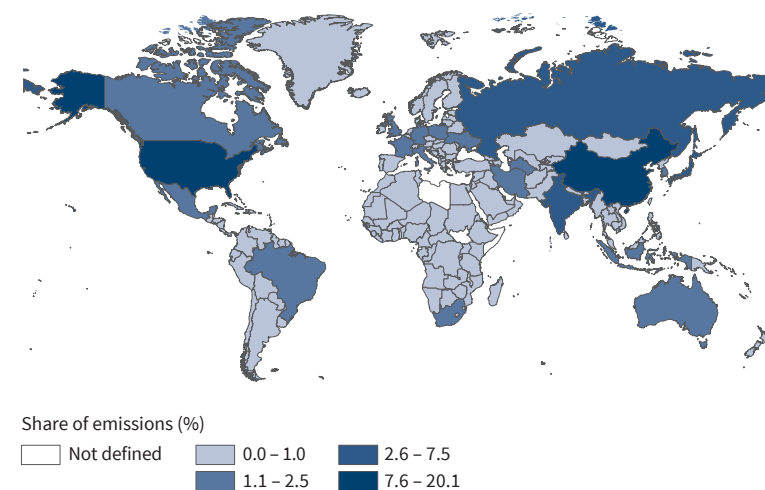 Share of emissions (%)
Not defined 0.0 – 1.0 2.6 – 7.5
1.1 – 2.5 7.6 – 20.1